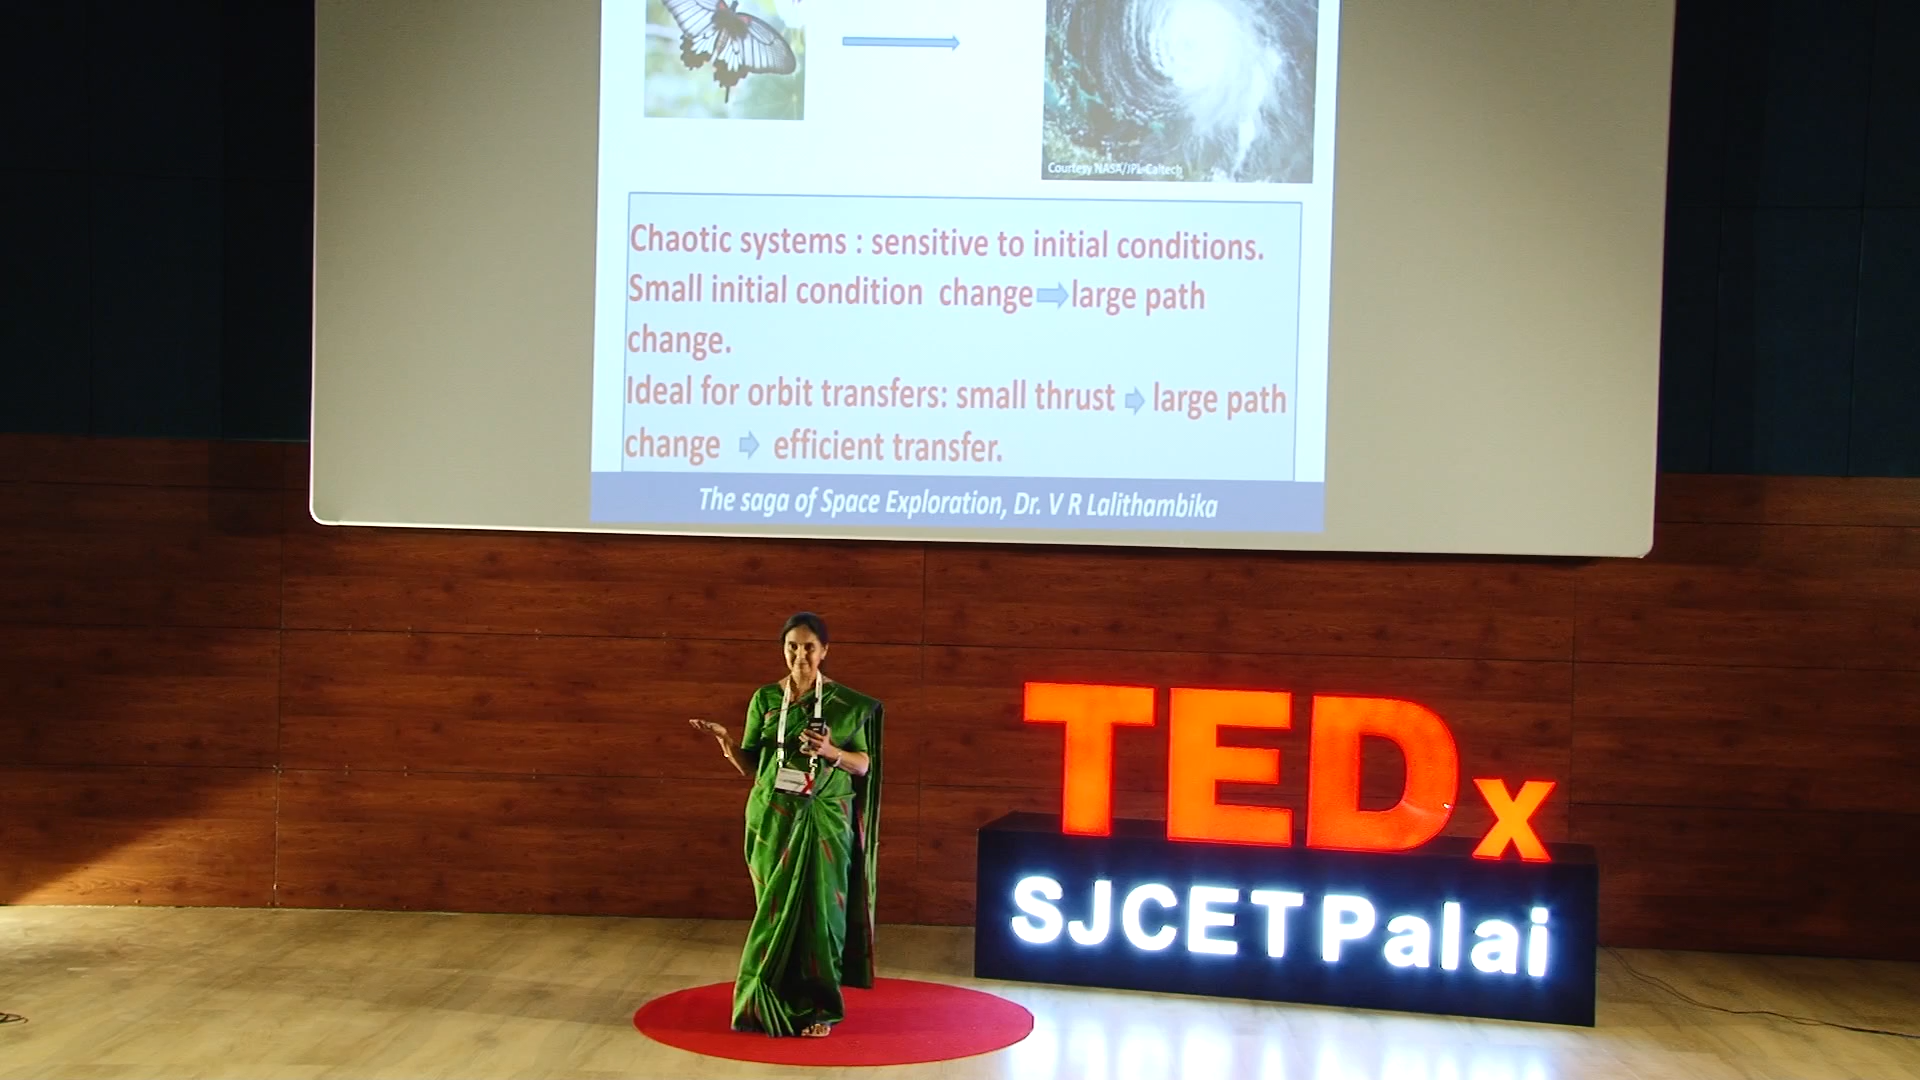 Courtesy NASA/JPL-Caltech
Chaotic systems : sensitive to initial conditions.
Small initial condition change large path
change.
Ideal for orbit transfers: small thrust large path
change efficient transfer.
The saga of Space Exploration, Dr. V R Lalithambika
TEDx
SJCET Palai